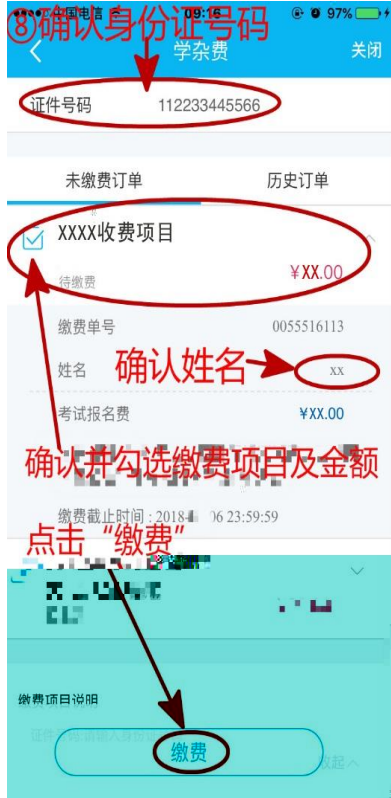 ⑧确认身份证号码
中国电信 09:16 97%
学杂费 关闭
证件号码 112233445566
未缴费订单 历史订单
XXXX收费项目
待缴费 ￥XX.00
缴费单号 0055516113
姓名 确认姓名 xx
考试报名费 ￥XX.00
确认并勾选缴费项目及金额
缴费截止时间 : 2018- 06 23:59:59
点击“缴费”
缴费项目说明
缴费
收起